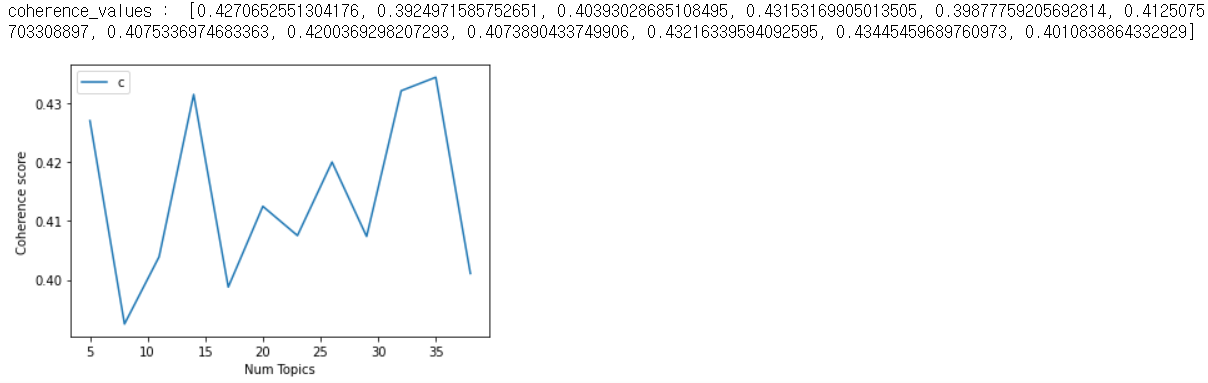 coherence_values :  [0.4270652551304176, 0.3924971585752651, 0.40393028685108495, 0.43153169905013505, 0.39877759205692814, 0.4125075
703308897, 0.4075336974683363, 0.4200369298207293, 0.4073890433749906, 0.43216339594092595, 0.43445459689760973, 0.4010838864332929]
c
0.43
0.42
0.41
0.40
Coherence score
5 10 15 20 25 30 35
Num Topics